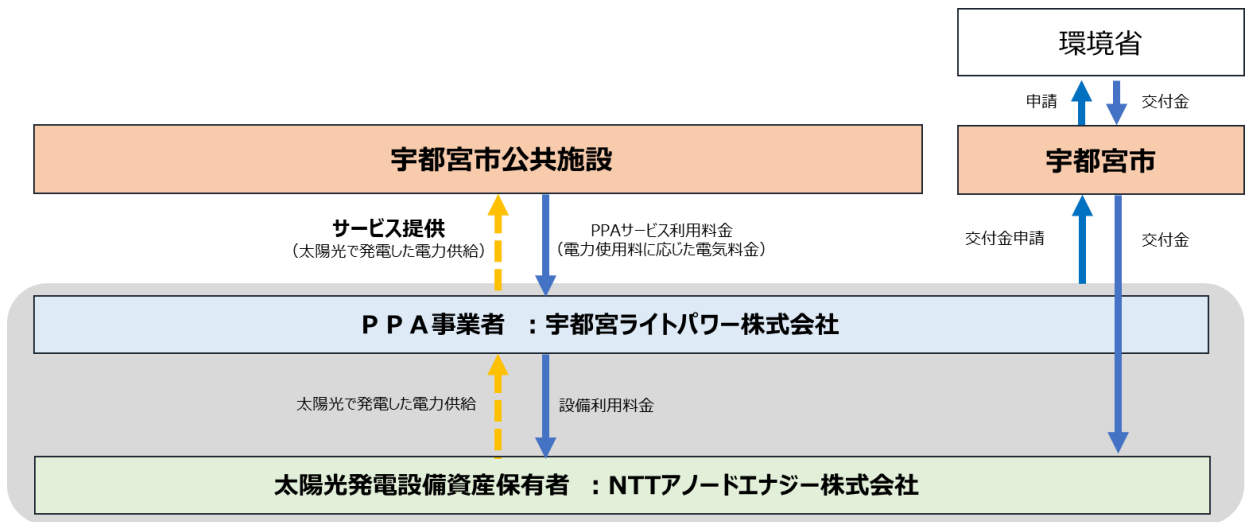 環境省
申請
交付金
宇都宮市公共施設
宇都宮市
サービス提供
（太陽光で発電した電力供給）
PPAサービス利用料金
（電力使用料に応じた電気料金）
交付金申請
交付金
ＰＰＡ事業者　：宇都宮ライトパワー株式会社
太陽光で発電した電力供給
設備利用料金
太陽光発電設備資産保有者　：NTTアノードエナジー株式会社